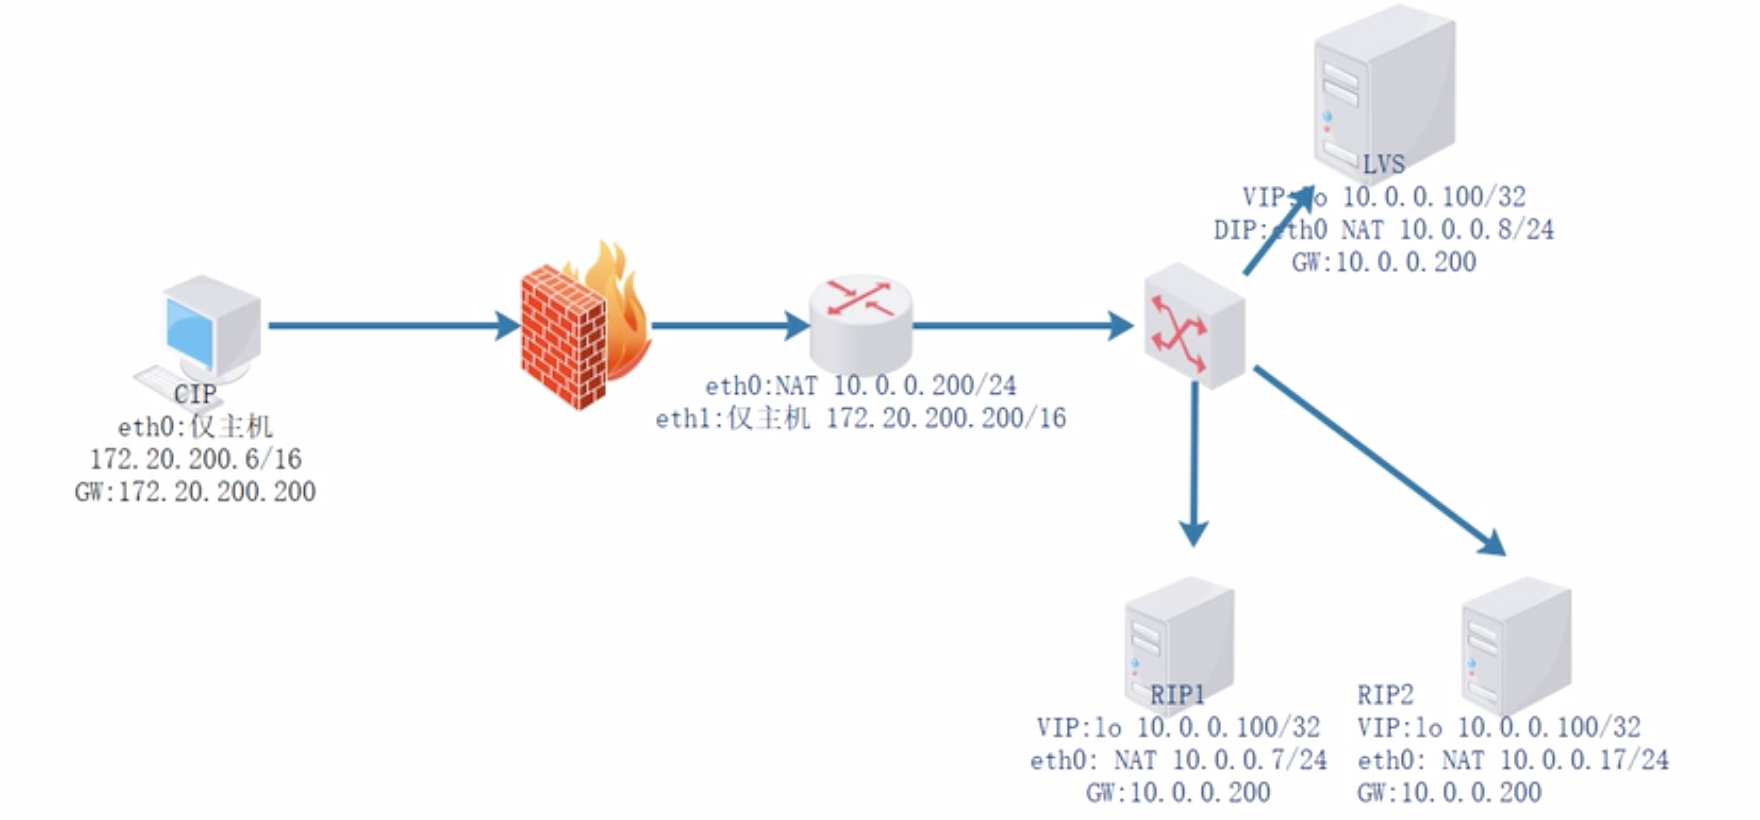 LVS
VIP:lo 10.0.0.100/32
DIP:eth0 NAT 10.0.0.8/24
GW:10.0.0.200
CIP
eth0:仅主机
172.20.200.6/16
GW:172.20.200.200
eth0:NAT 10.0.0.200/24
eth1:仅主机 172.20.200.200/16
RIP1
VIP:lo 10.0.0.100/32
eth0: NAT 10.0.0.7/24
GW:10.0.0.200
RIP2
VIP:lo 10.0.0.100/32
eth0: NAT 10.0.0.17/24
GW:10.0.0.200